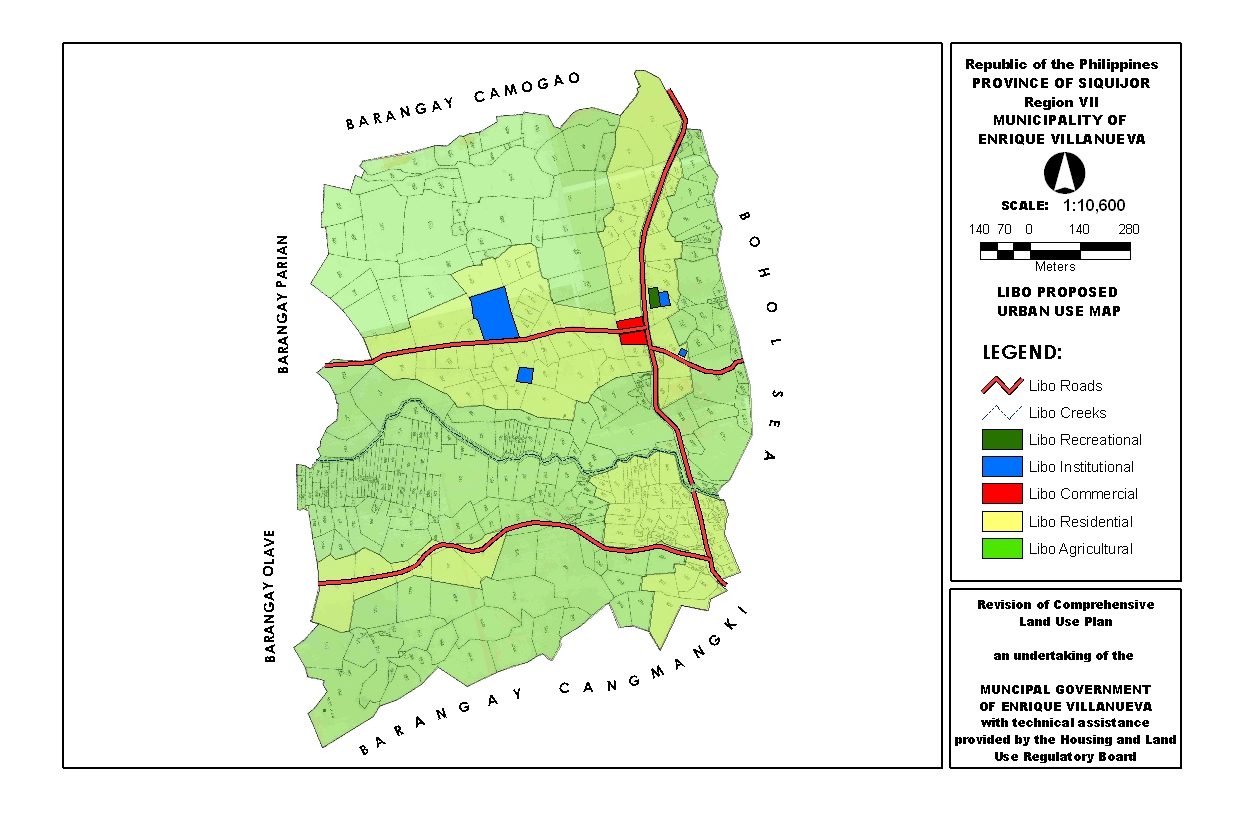 BARANGAY CAMOGAO
BARANGAY PARIAN
BOHOL SEA
BARANGAY OLAVE
BARANGAY CANGMANGKI
Republic of the Philippines
PROVINCE OF SIQUIJOR
Region VII
MUNICIPALITY OF
ENRIQUE VILLANUEVA
SCALE: 1:10,600
140 70 0 140 280
Meters
LIBO PROPOSED
URBAN USE MAP
LEGEND:
Libo Roads
Libo Creeks
Libo Recreational
Libo Institutional
Libo Commercial
Libo Residential
Libo Agricultural
Revision of Comprehensive
Land Use Plan
an undertaking of the
MUNCIPAL GOVERNMENT
OF ENRIQUE VILLANUEVA
with technical assistance
provided by the Housing and Land
Use Regulatory Board